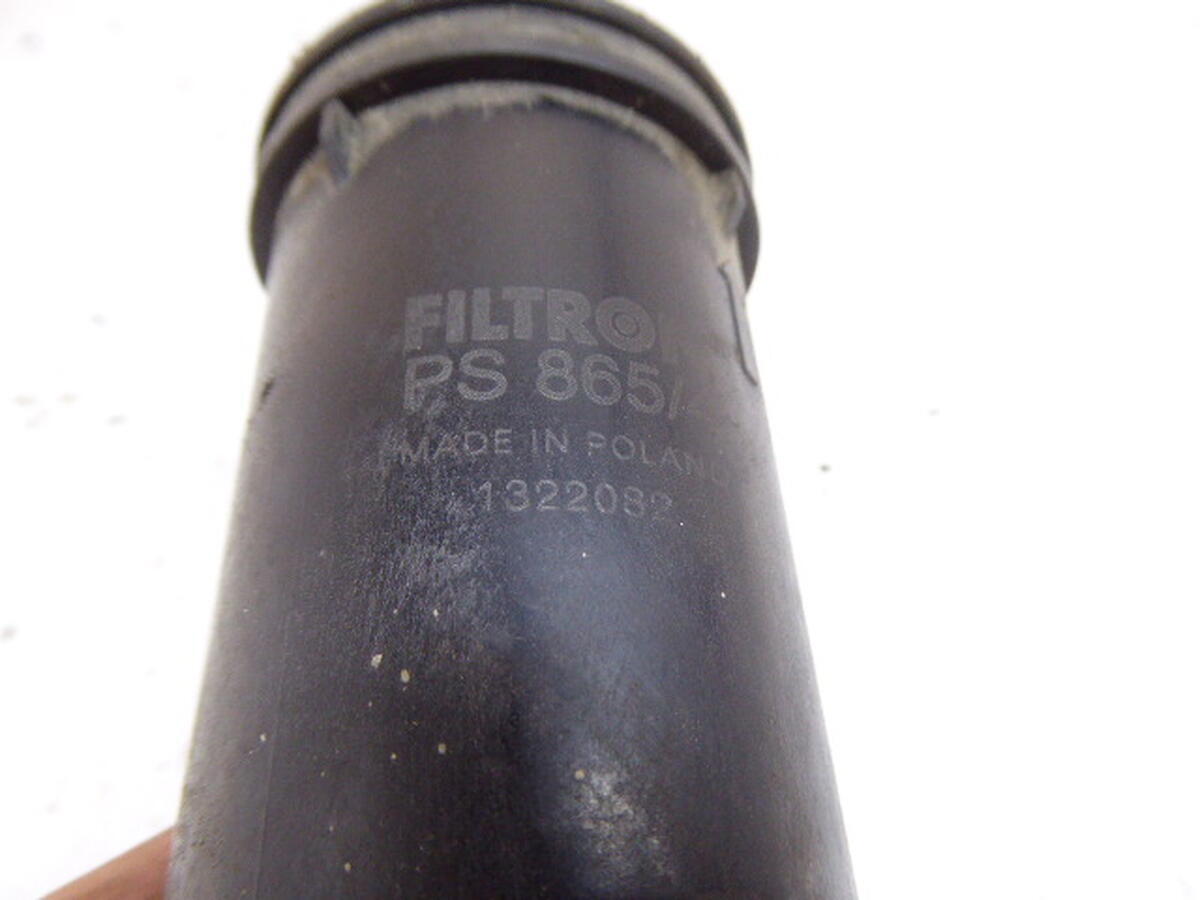 FILTRON
PS 865/
MADE IN POLAND
1322082